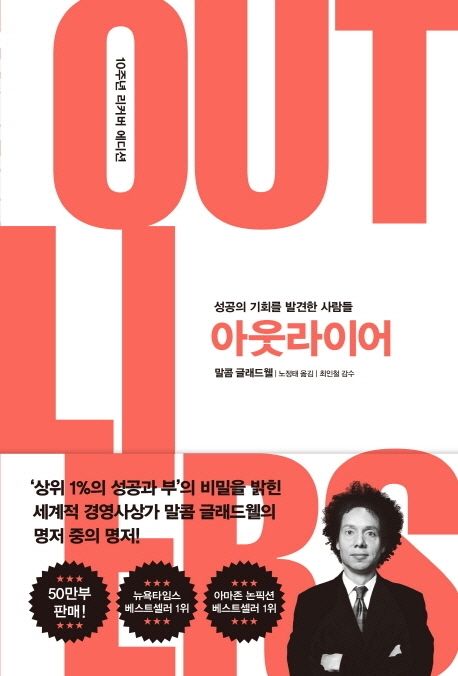 OUT
LI
ERS
10주년 리커버 에디션
성공의 기회를 발견한 사람들
아웃라이어
말콤 글래드웰 | 노정태 옮김 | 최인철 감수
‘상위 1%의 성공과 부’의 비밀을 밝힌
세계적 경영사상가 말콤 글래드웰의
명저 중의 명저!
50만부
판매!
뉴욕타임스
베스트셀러 1위
아마존 논픽션
베스트셀러 1위